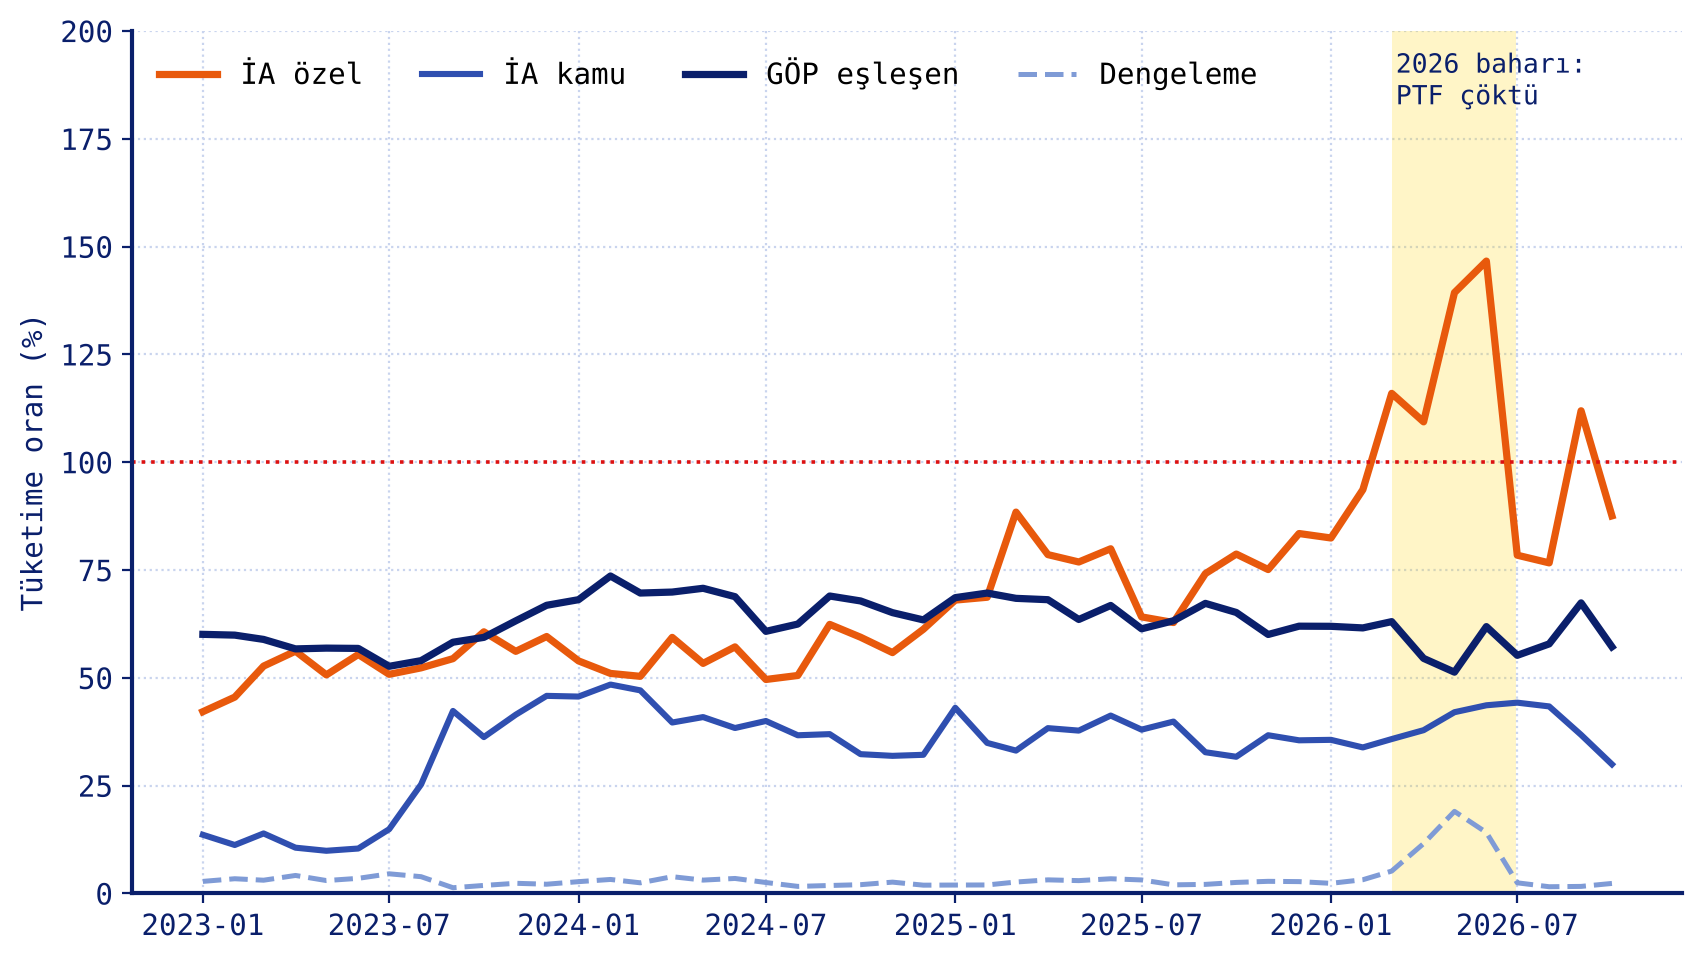 200
175
150
125
100
75
50
25
0
Tüketime oran (%)
İA özel
İA kamu
GÖP eşleşen
Dengeleme
2026 baharı:
PTF çöktü
2023-01
2023-07
2024-01
2024-07
2025-01
2025-07
2026-01
2026-07